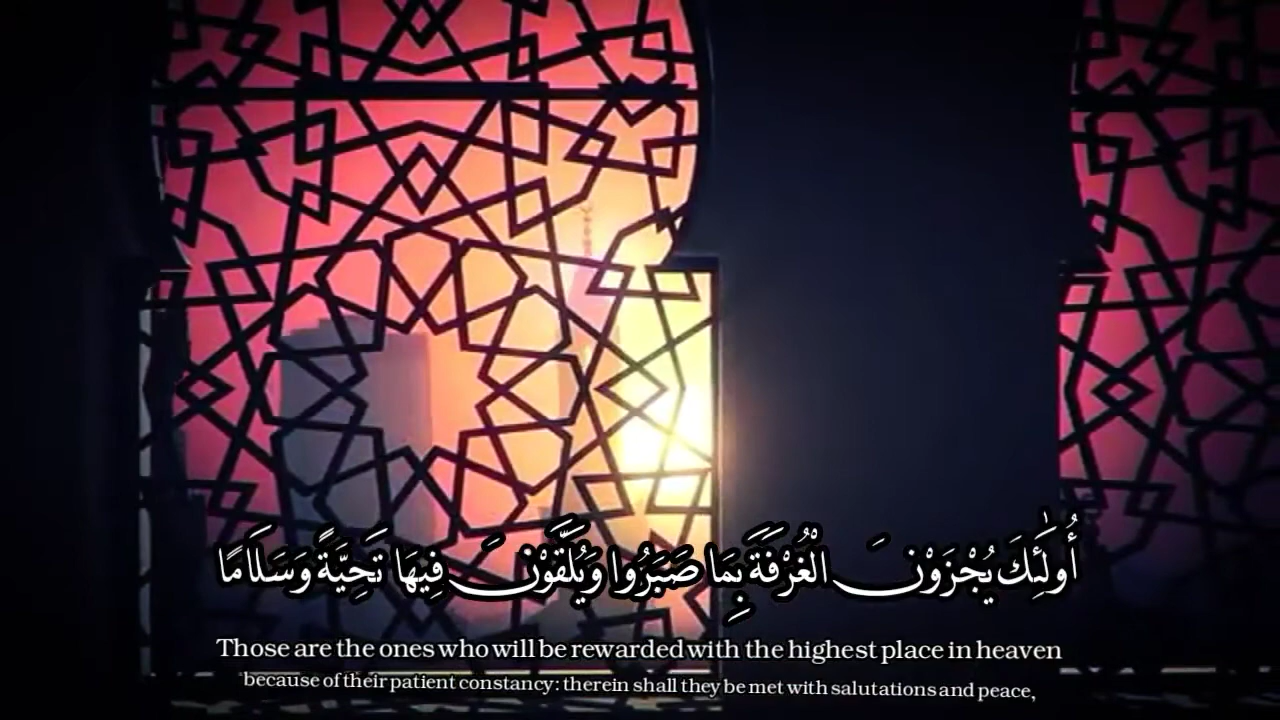 أُولَٰئِكَ يُجْزَوْنَ الْغُرْفَةَ بِمَا صَبَرُوا وَيُلَقَّوْنَ فِيهَا تَحِيَّةً وَسَلَامًا
Those are the ones who will be rewarded with the highest place in heaven
because of their patient constancy: therein shall they be met with salutations and peace,